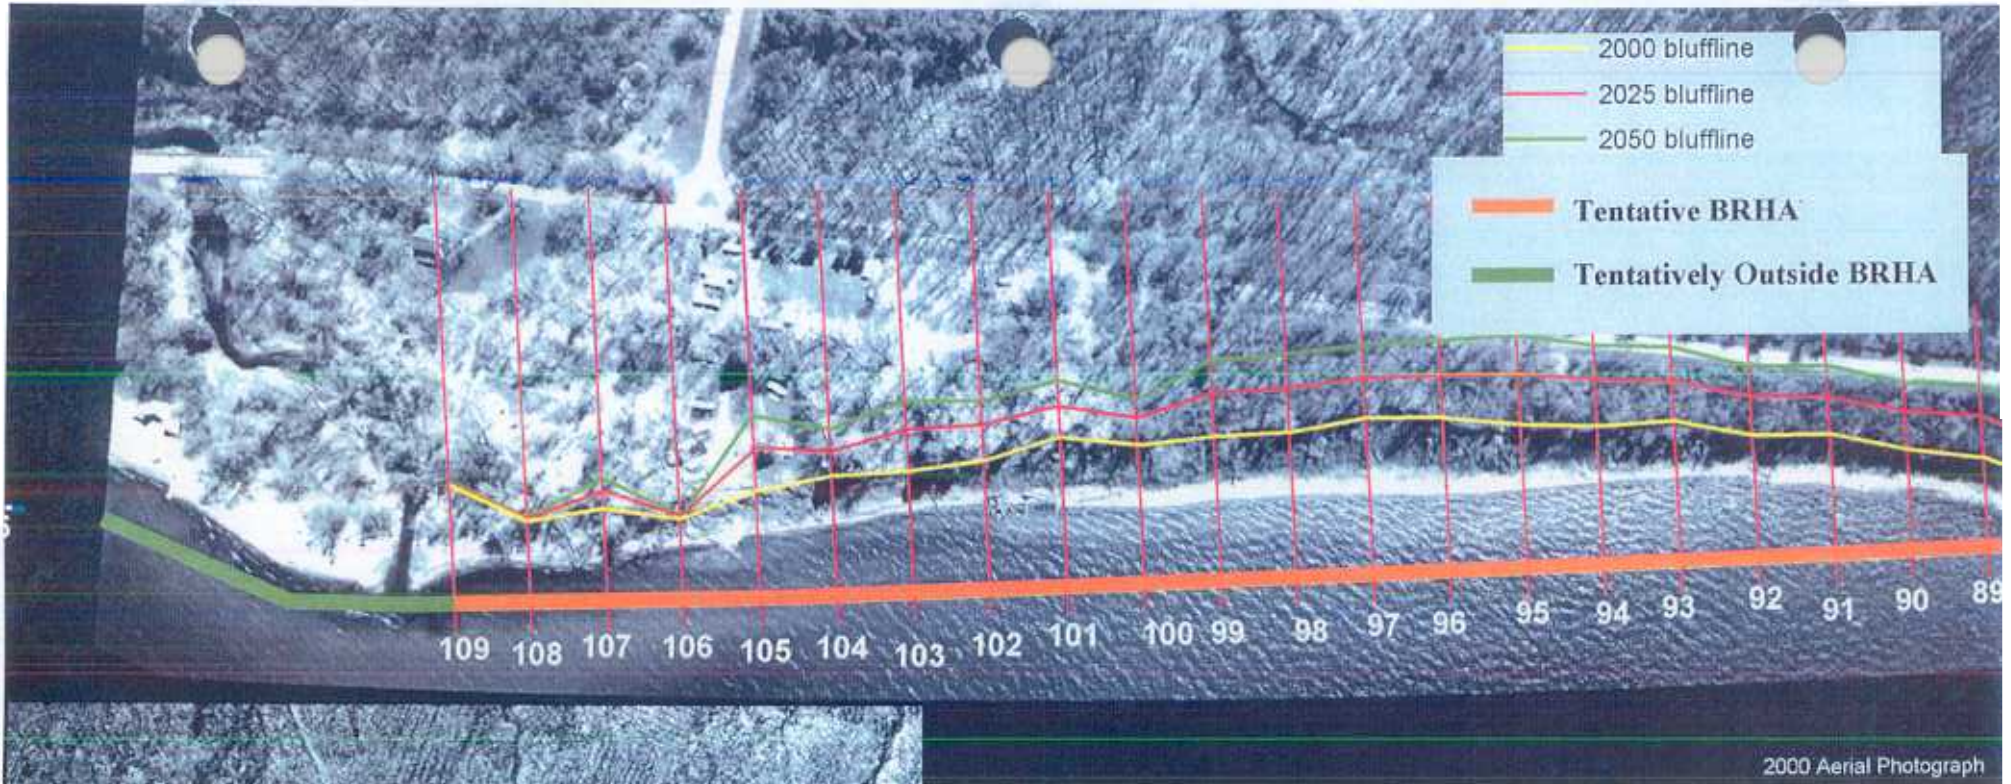 2000 bluffline
2025 bluffline
2050 bluffline
Tentative BRHA
Tentatively Outside BRHA
109 108 107 106 105 104 103 102 101 100 99 98 97 96 95 94 93 92 91 90 89
2000 Aerial Photograph